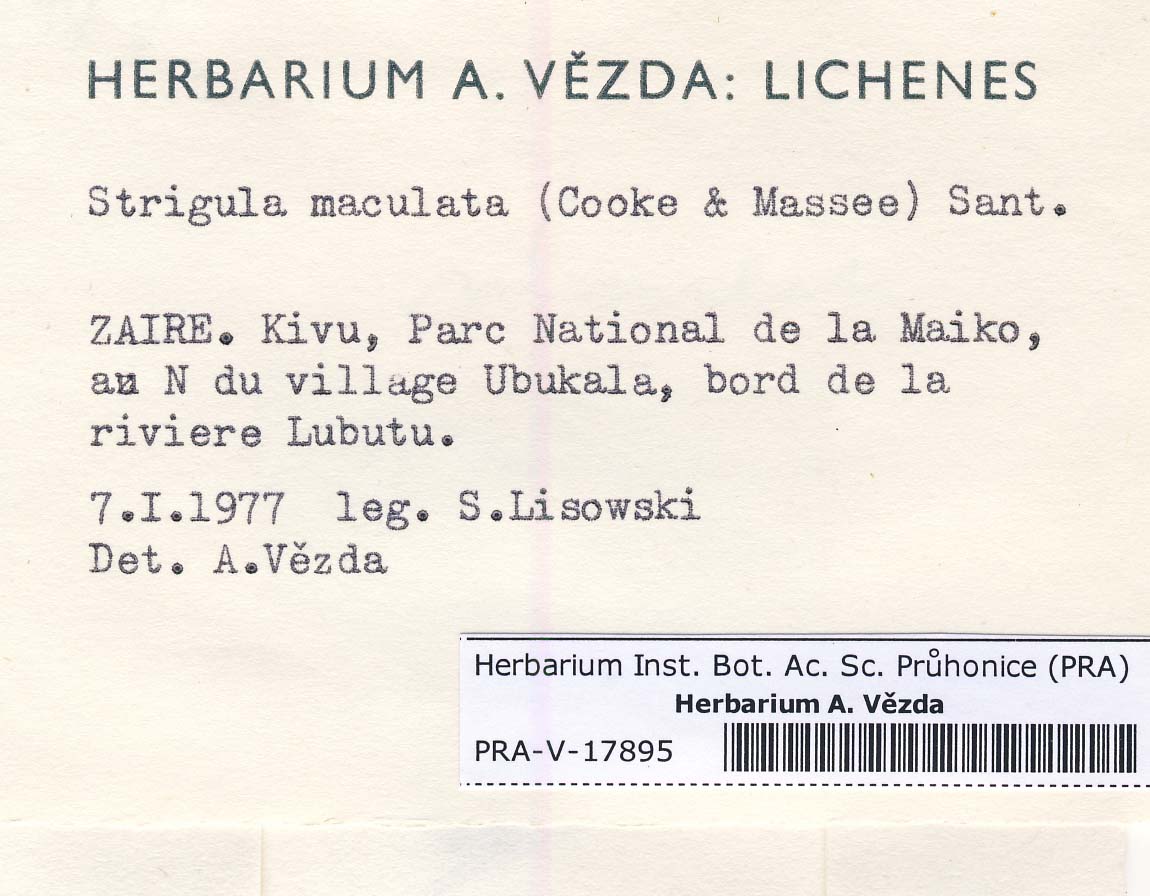 HERBARIUM A. VĚZDA: LICHENES
Strigula maculata (Cooke & Massee) Sant.
ZAIRE. Kivu, Parc National de la Maiko,
au N du village Ubukala, bord de la
riviere Lubutu.
7.I.1977 leg. S.Lisowski
Det. A.Vězda
Herbarium Inst. Bot. Ac. Sc. Průhonice (PRA)
Herbarium A. Vězda
PRA-V-17895